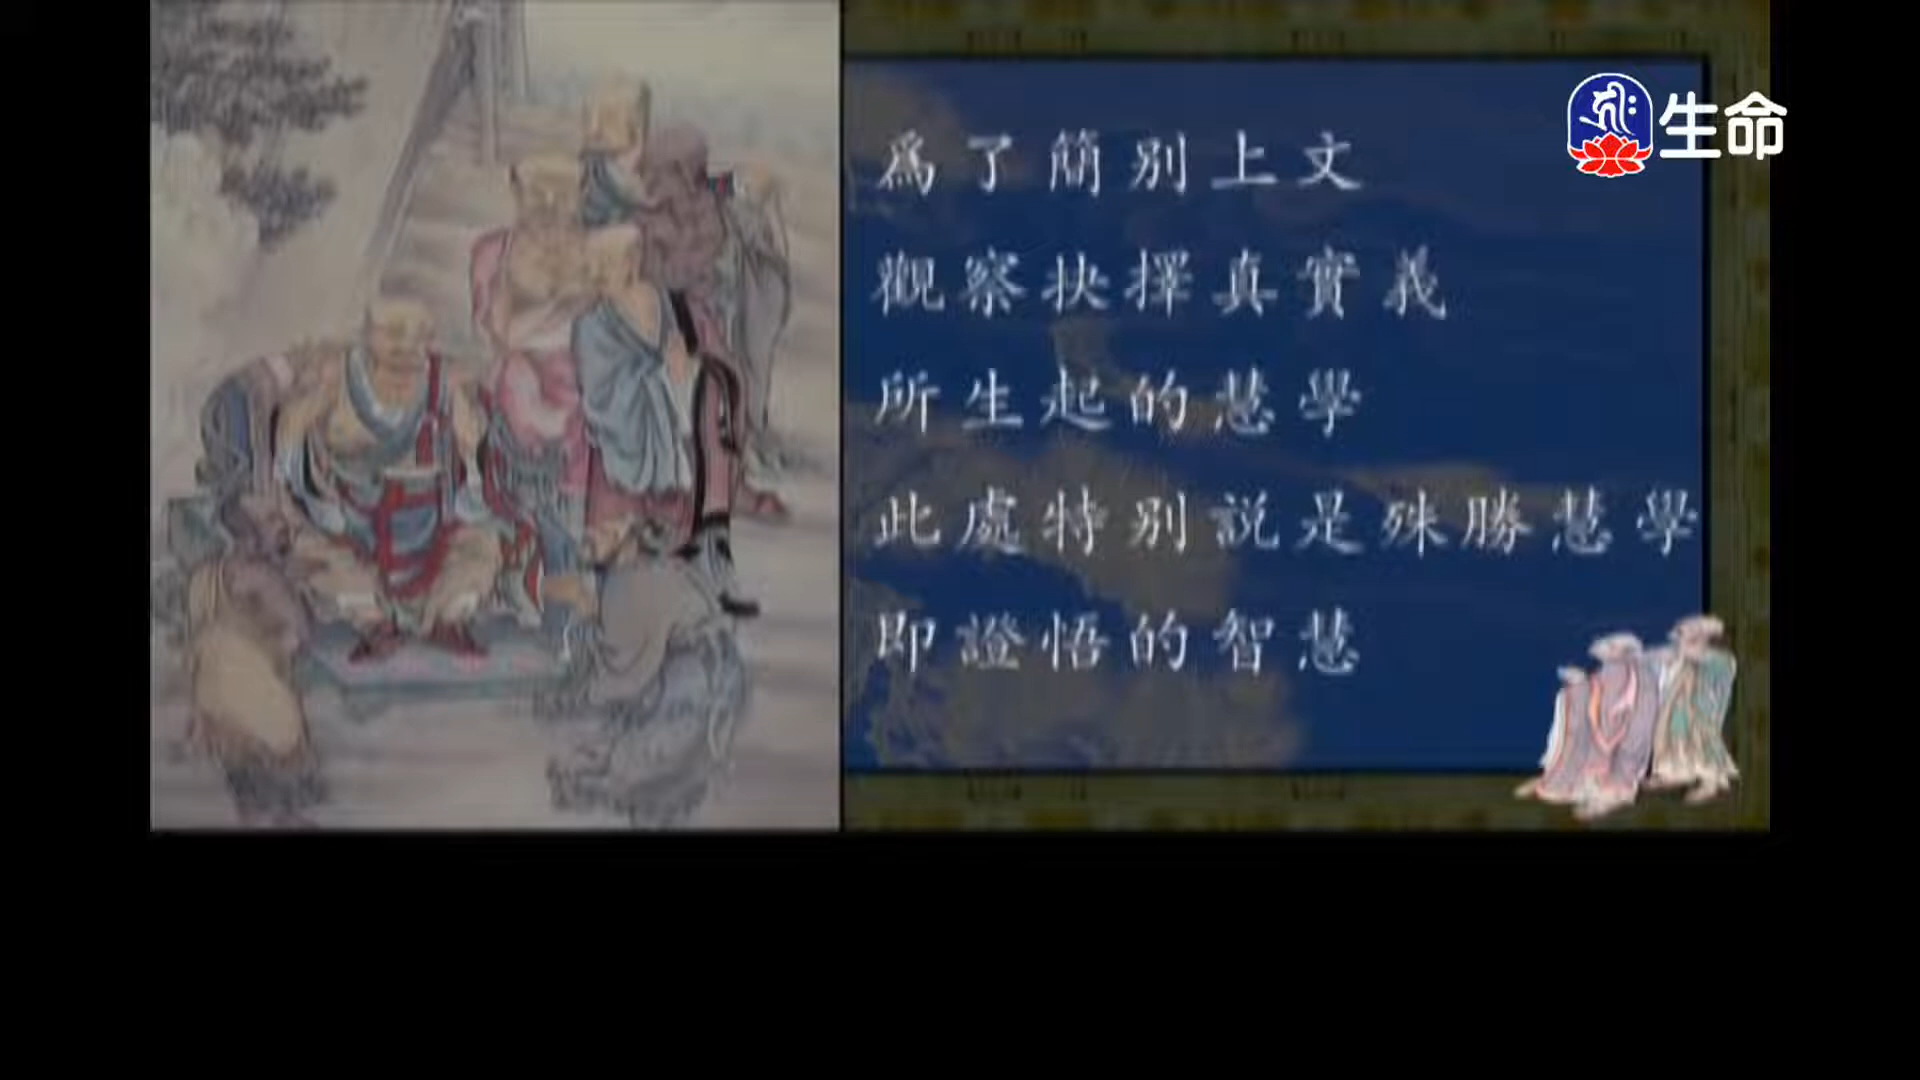 為了簡別上文
觀察抉擇真實義
所生起的慧學
此處特別說是殊勝慧學
即證悟的智慧
生命